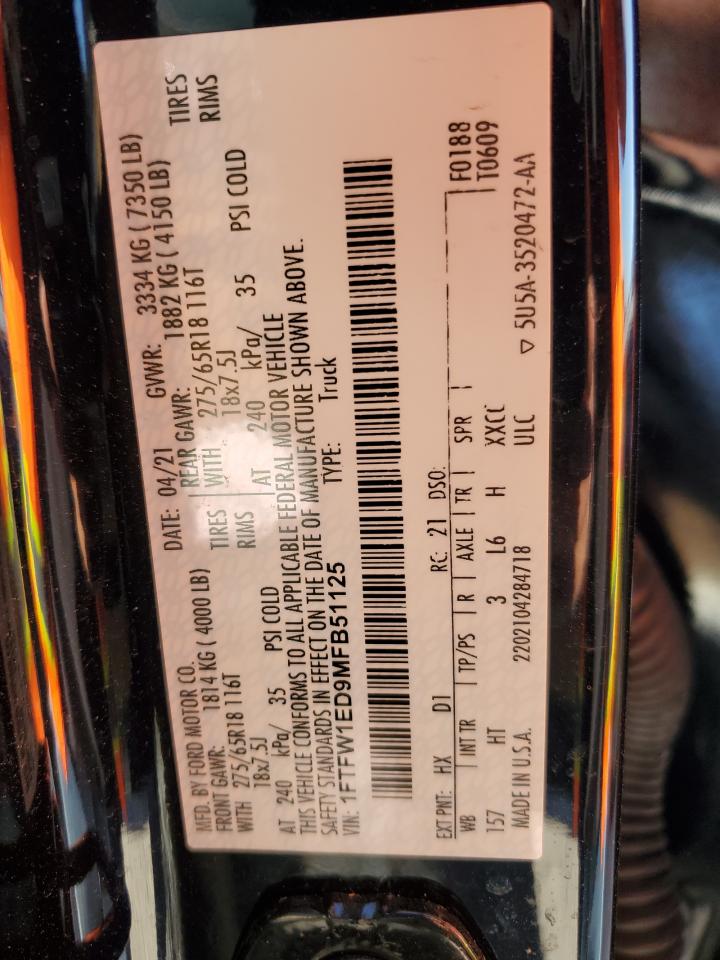 MFD. BY FORD MOTOR CO.
DATE: 04/21 GVWR: 3334 KG ( 7350 LB)
FRONT GAWR: 1814 KG ( 4000 LB)
REAR GAWR: 1882 KG ( 4150 LB)
WITH 275/65R18 116T TIRES
WITH 275/65R18 116T TIRES
18x7.5J RIMS
18x7.5J RIMS
AT 240 kPa/ 35 PSI COLD
AT 240 kPa/ 35 PSI COLD
THIS VEHICLE CONFORMS TO ALL APPLICABLE FEDERAL MOTOR VEHICLE
SAFETY STANDARDS IN EFFECT ON THE DATE OF MANUFACTURE SHOWN ABOVE.
VIN: 1FTFW1ED9MFB51125 TYPE: Truck
EXT PNT: HX D1 RC: 21 DSO: F0188
WB INT TR TP/PS R AXLE TR SPR T0609
157 HT 3 L6 H XXCC
MADE IN U.S.A. 2202104284718 ULC ▽ 5U5A-3520472-AA